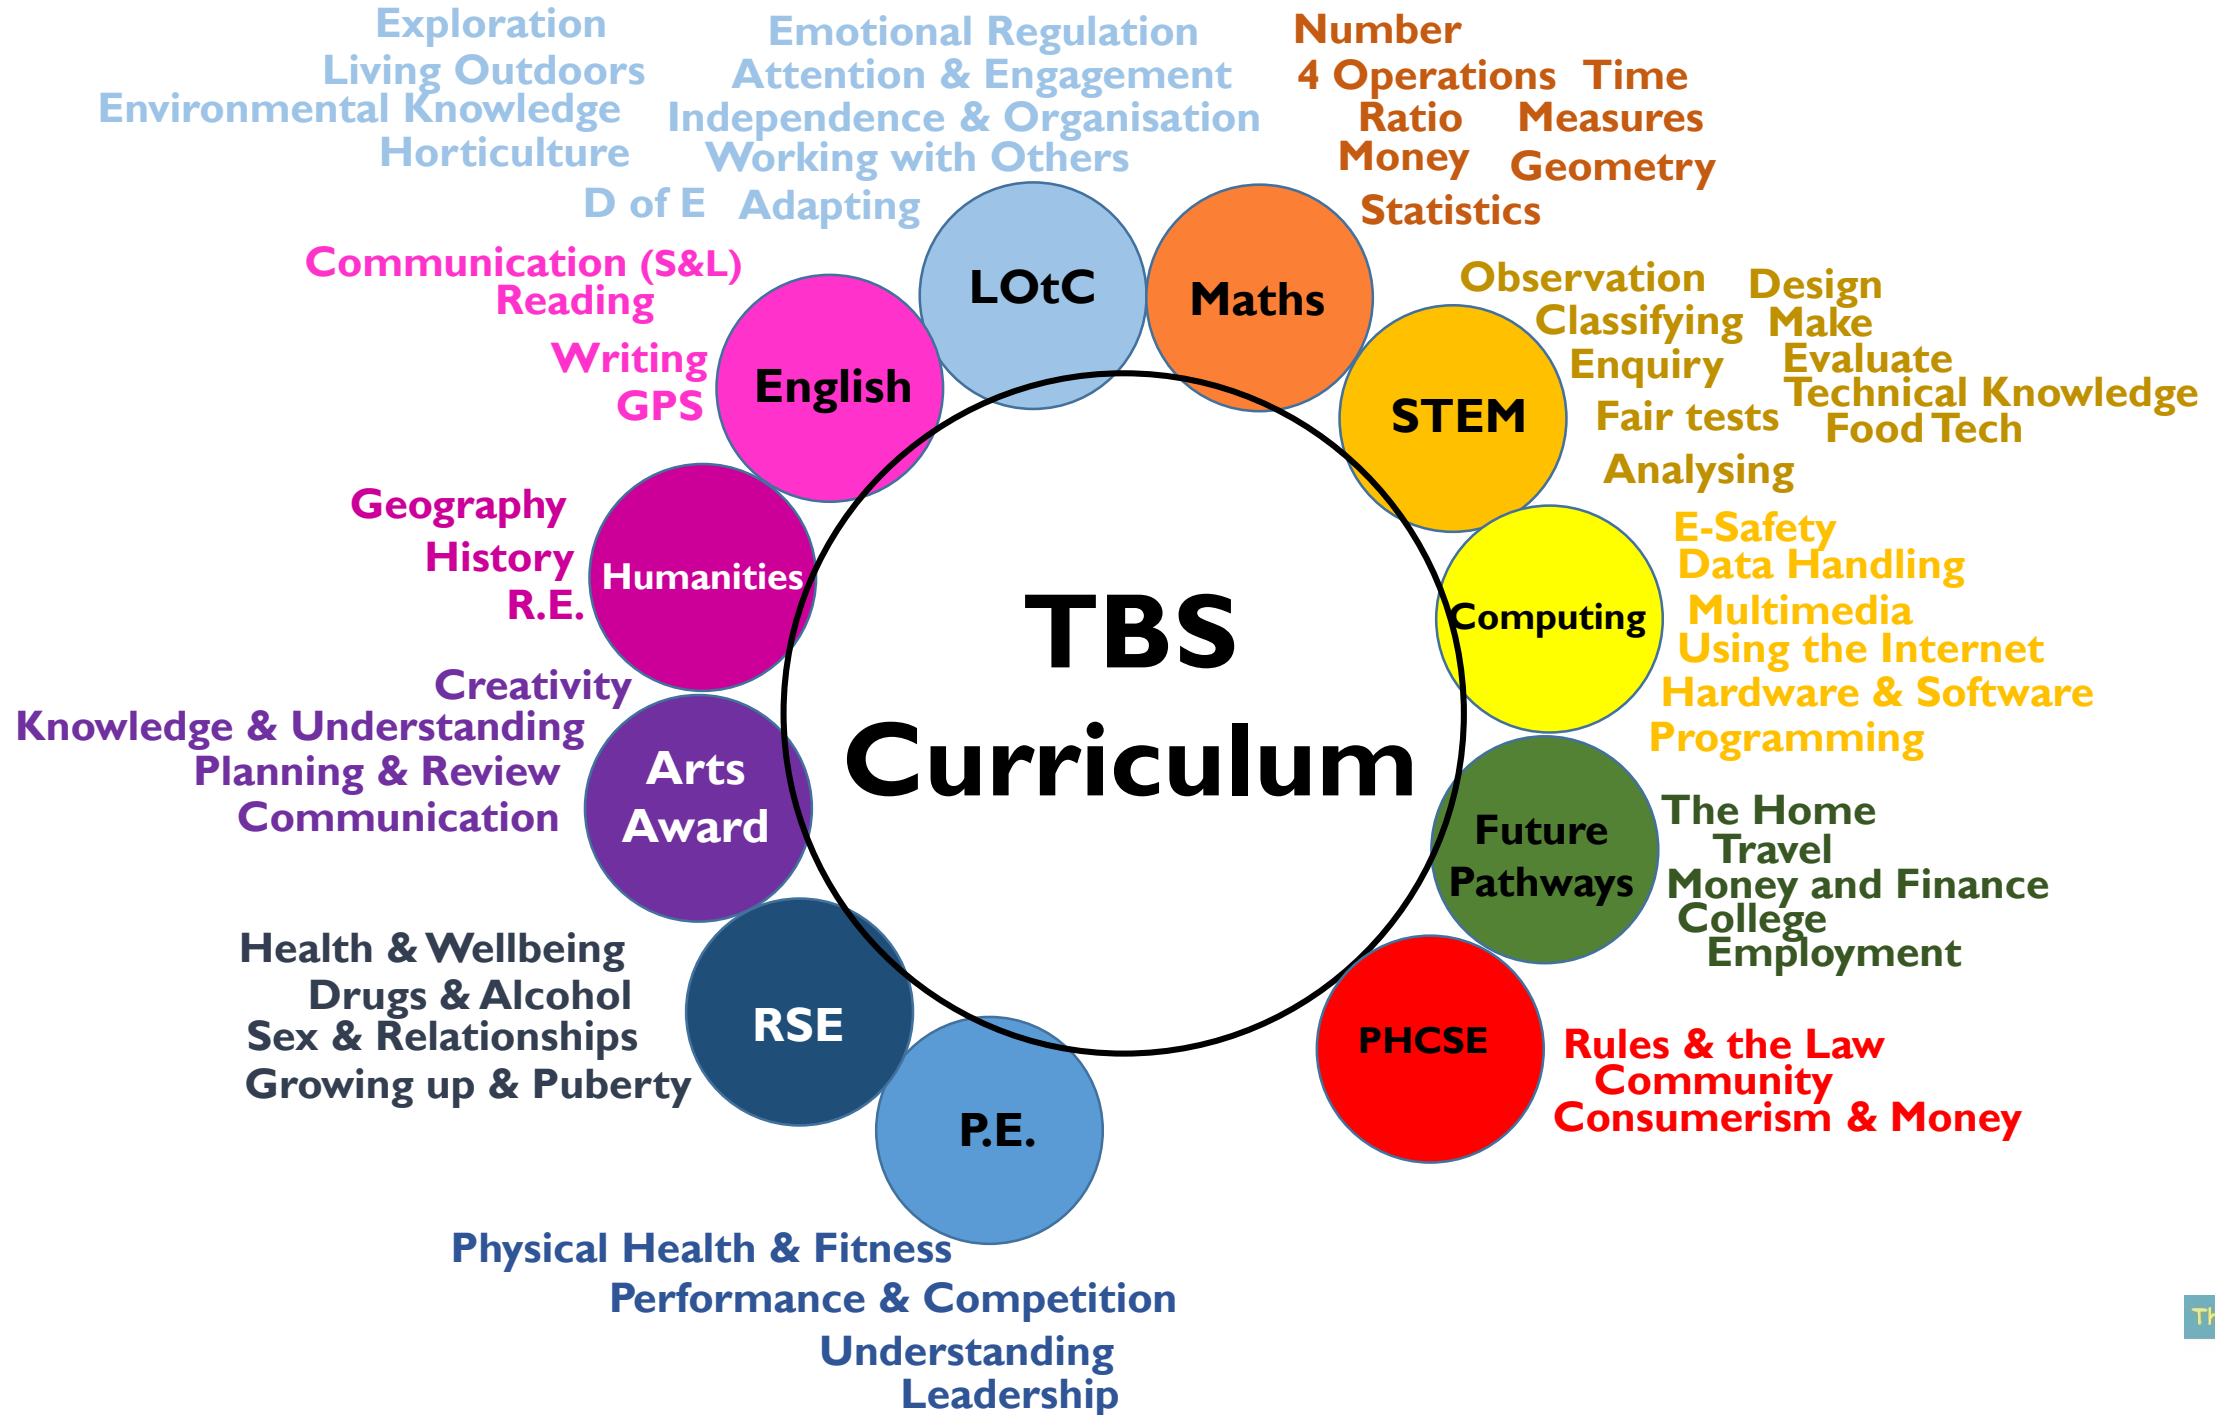 Exploration
Living Outdoors
Environmental Knowledge
Horticulture
D of E
Emotional Regulation
Attention & Engagement
Independence & Organisation
Working with Others
Adapting
LOtC
Number
4 Operations
Ratio
Money
Statistics
Time
Measures
Geometry
Maths
Observation
Classifying
Enquiry
Fair tests
Analysing
Design
Make
Evaluate
Technical Knowledge
Food Tech
STEM
E-Safety
Data Handling
Multimedia
Using the Internet
Hardware & Software
Programming
Computing
The Home
Travel
Money and Finance
College
Employment
Future
Pathways
Rules & the Law
Community
Consumerism & Money
PHCSE
P.E.
Physical Health & Fitness
Performance & Competition
Understanding
Leadership
Health & Wellbeing
Drugs & Alcohol
Sex & Relationships
Growing up & Puberty
RSE
Creativity
Knowledge & Understanding
Planning & Review
Communication
Arts
Award
Geography
History
R.E.
Humanities
Communication (S&L)
Reading
Writing
GPS
English
TBS
Curriculum